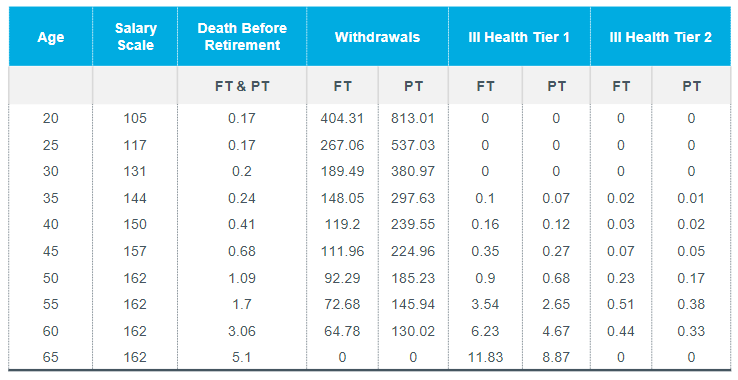 Age Salary Scale Death Before Retirement Withdrawals Ill Health Tier 1 Ill Health Tier 2
FT & PT FT PT FT PT FT PT
20 105 0.17 404.31 813.01 0 0 0 0
25 117 0.17 267.06 537.03 0 0 0 0
30 131 0.2 189.49 380.97 0 0 0 0
35 144 0.24 148.05 297.63 0.1 0.07 0.02 0.01
40 150 0.41 119.2 239.55 0.16 0.12 0.03 0.02
45 157 0.68 111.96 224.96 0.35 0.27 0.07 0.05
50 162 1.09 92.29 185.23 0.9 0.68 0.23 0.17
55 162 1.7 72.68 145.94 3.54 2.65 0.51 0.38
60 162 3.06 64.78 130.02 6.23 4.67 0.44 0.33
65 162 5.1 0 0 11.83 8.87 0 0